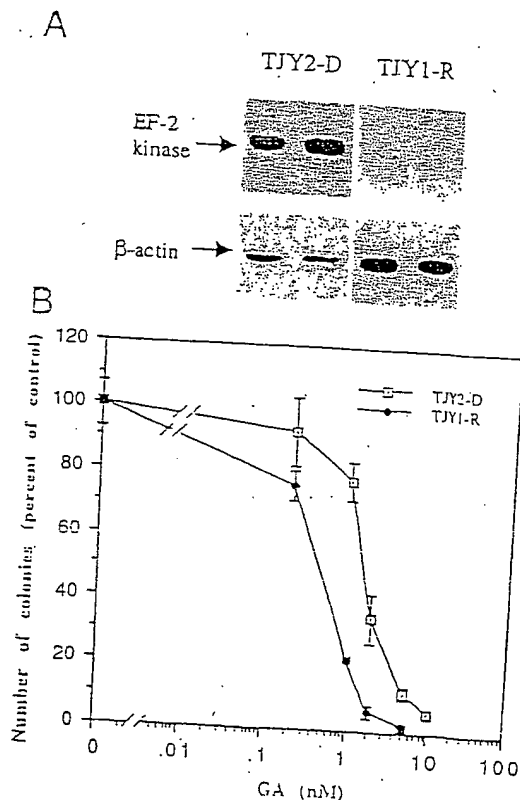 A
TJY2-D TJY1-R
EF-2
kinase
β-actin
B
120
100
80
60
40
20
0
Number of colonies (percent of control)
TJY2-D
TJY1-R
0 .01 .1 1 10 100
GA (nM)